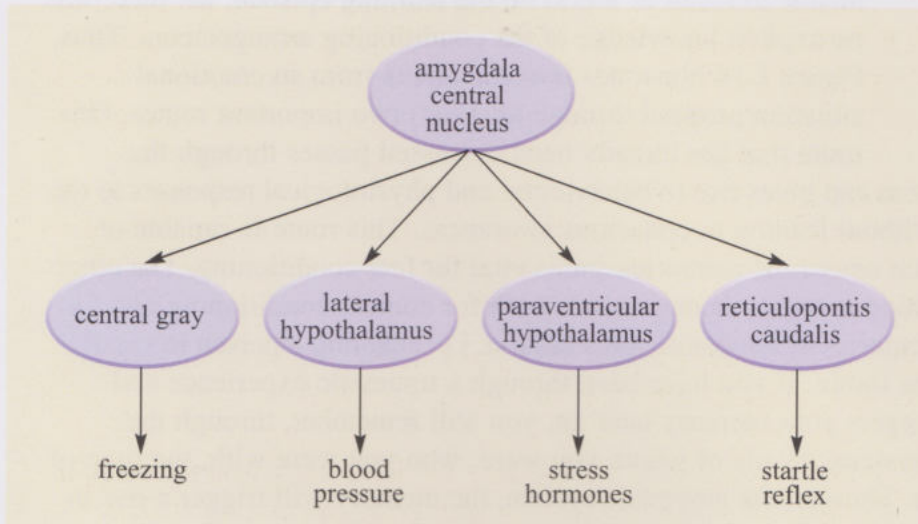 amygdala
central
nucleus
central gray
lateral
hypothalamus
paraventricular
hypothalamus
reticulopontis
caudalis
freezing
blood
pressure
stress
hormones
startle
reflex